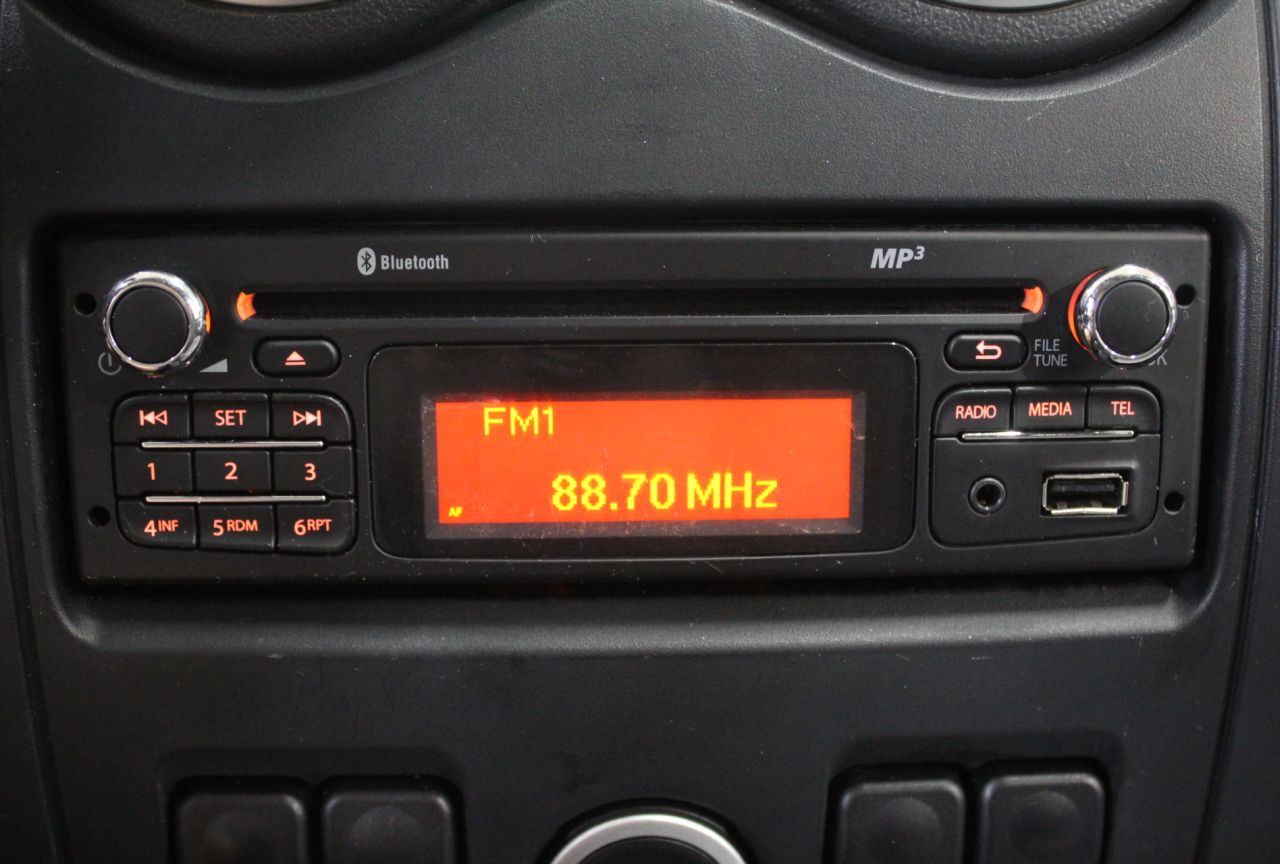 Bluetooth
MP3
FILE
TUNE
SET
RADIO
MEDIA
TEL
FM1
88.70 MHz
AF
1
2
3
4INF
5RDM
6RPT